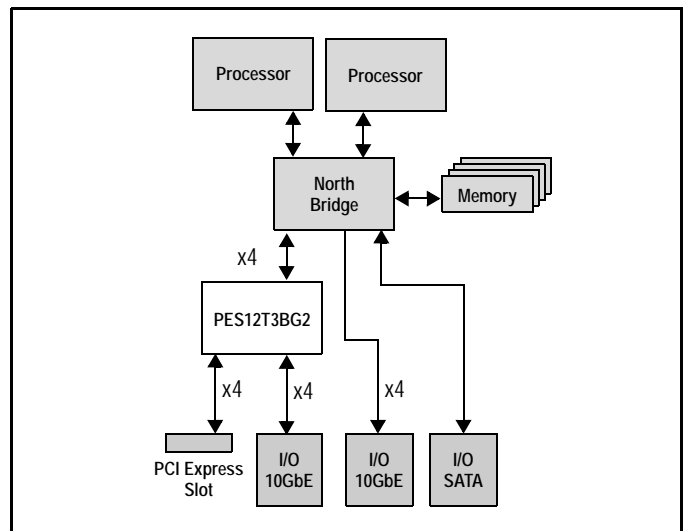 Processor
Processor
North
Bridge
Memory
x4
PES12T3BG2
x4
x4
x4
PCI Express
Slot
I/O
10GbE
I/O
10GbE
I/O
SATA